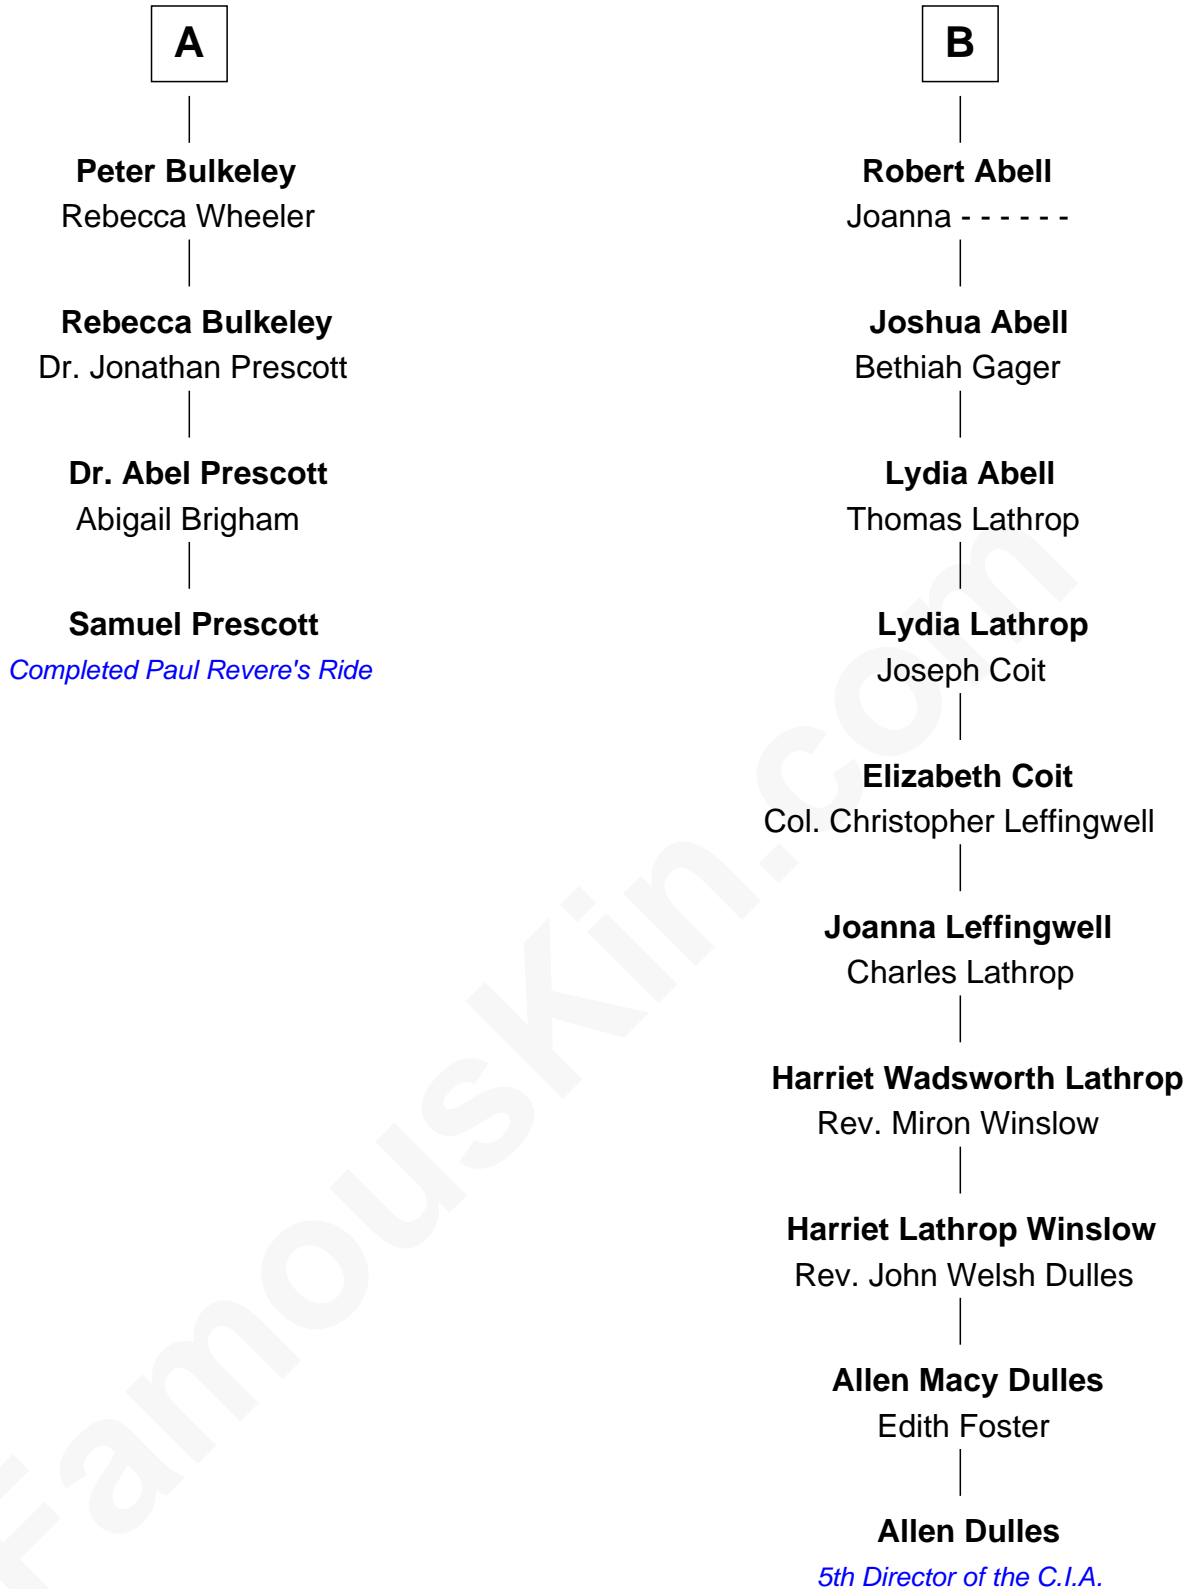 A
Peter Bulkeley
Rebecca Wheeler
Rebecca Bulkeley
Dr. Jonathan Prescott
Dr. Abel Prescott
Abigail Brigham
Samuel Prescott
Completed Paul Revere's Ride
B
Robert Abell
Joanna - - - - - -
Joshua Abell
Bethiah Gager
Lydia Abell
Thomas Lathrop
Lydia Lathrop
Joseph Coit
Elizabeth Coit
Col. Christopher Leffingwell
Joanna Leffingwell
Charles Lathrop
Harriet Wadsworth Lathrop
Rev. Miron Winslow
Harriet Lathrop Winslow
Rev. John Welsh Dulles
Allen Macy Dulles
Edith Foster
Allen Dulles
5th Director of the C.I.A.
FamousKin.com